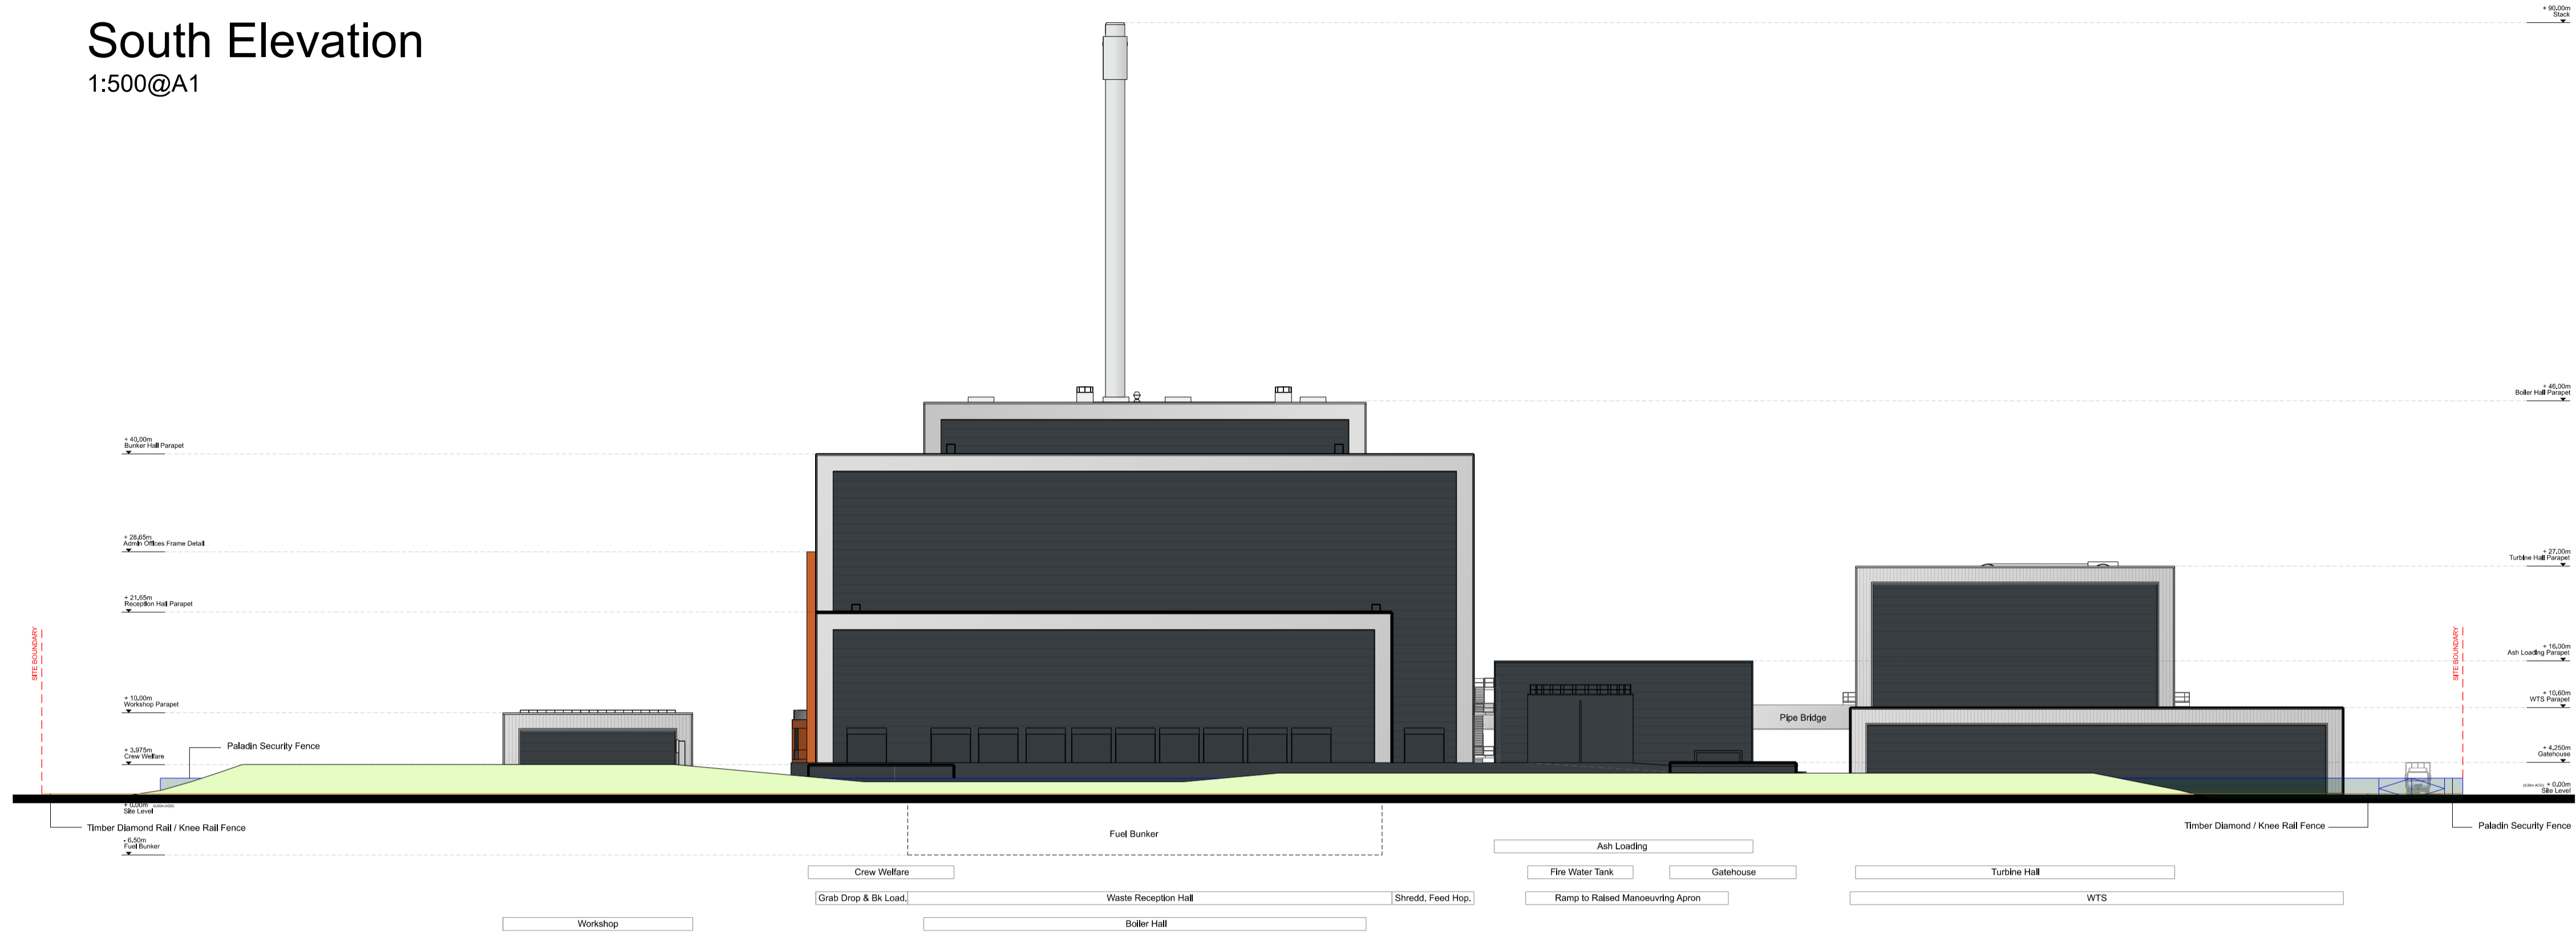 South Elevation
1:500@A1
+ 90.00m
Stack
+ 46.00m
Boiler Hall Parapet
+ 40.00m
Bunker Hall Parapet
+ 28.65m
Admin Offices Frame Detail
+ 27.00m
Turbine Hall Parapet
+ 21.65m
Reception Hall Parapet
SITE BOUNDARY
SITE BOUNDARY
+ 16.00m
Ash Loading Parapet
+ 10.00m
Workshop Parapet
+ 10.60m
WTS Parapet
Pipe Bridge
Paladin Security Fence
+ 3.975m
Crew Welfare
+ 4.250m
Gatehouse
+ 0.00m
Site Level
+ 0.00m
Site Level
Timber Diamond Rail / Knee Rail Fence
Timber Diamond / Knee Rail Fence
Paladin Security Fence
- 6.50m
Fuel Bunker
Fuel Bunker
Ash Loading
Crew Welfare
Fire Water Tank
Gatehouse
Turbine Hall
Grab Drop & Bk Load.
Waste Reception Hall
Shredd. Feed Hop.
Ramp to Raised Manoeuvring Apron
WTS
Workshop
Boiler Hall